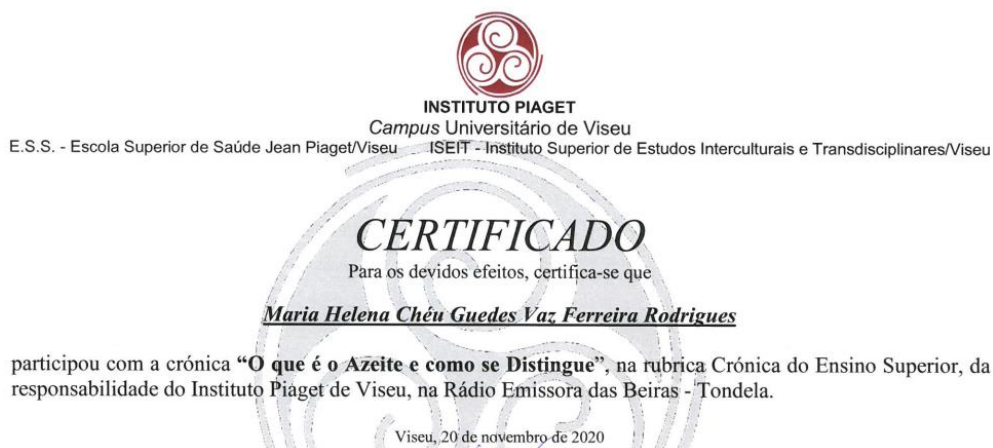 INSTITUTO PIAGET
Campus Universitário de Viseu
E.S.S. - Escola Superior de Saúde Jean Piaget/Viseu ISEIT - Instituto Superior de Estudos Interculturais e Transdisciplinares/Viseu
CERTIFICADO
Para os devidos efeitos, certifica-se que
Maria Helena Chéu Guedes Vaz Ferreira Rodrigues
participou com a crónica “O que é o Azeite e como se Distingue”, na rubrica Crónica do Ensino Superior, da
responsabilidade do Instituto Piaget de Viseu, na Rádio Emissora das Beiras - Tondela.
Viseu, 20 de novembro de 2020